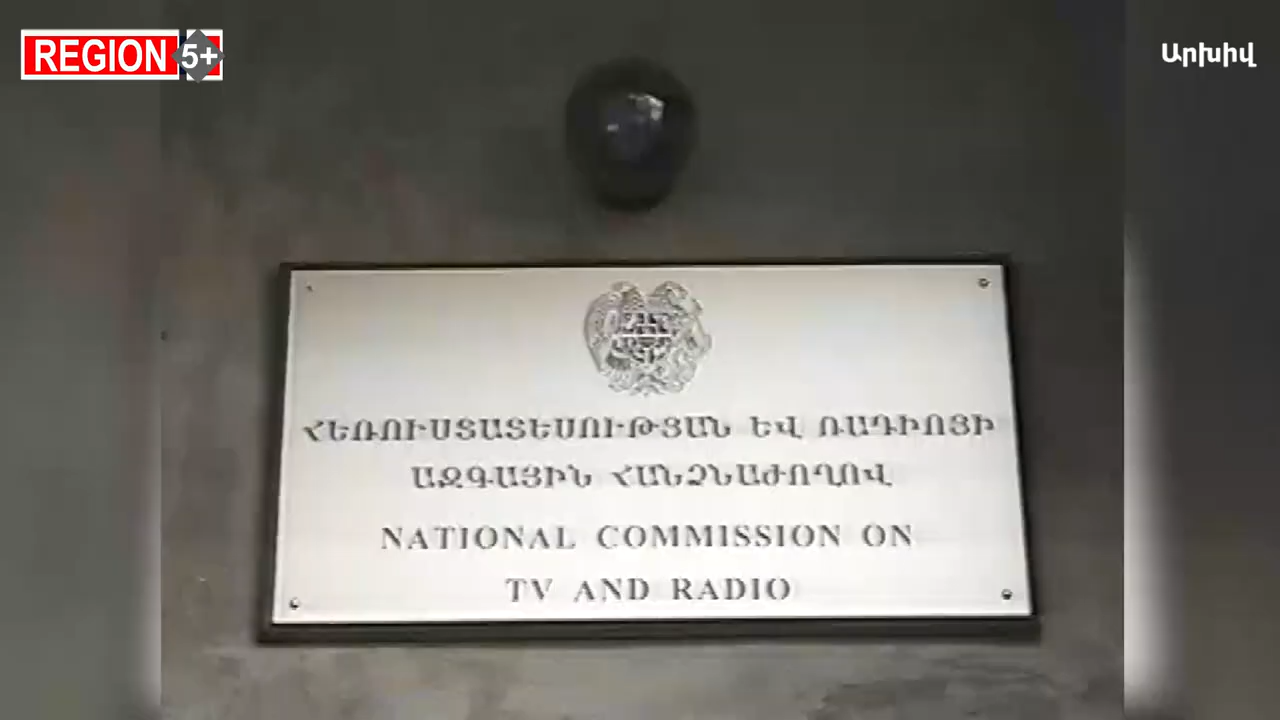 REGION 5+
Արխիվ
ՀԵՌՈՒՍՏԱՏԵՍՈՒԹՅԱՆ ԵՎ ՌԱԴԻՈՅԻ
ԱԶԳԱՅԻՆ ՀԱՆՁՆԱԺՈՂՈՎ
NATIONAL COMMISSION ON
TV AND RADIO